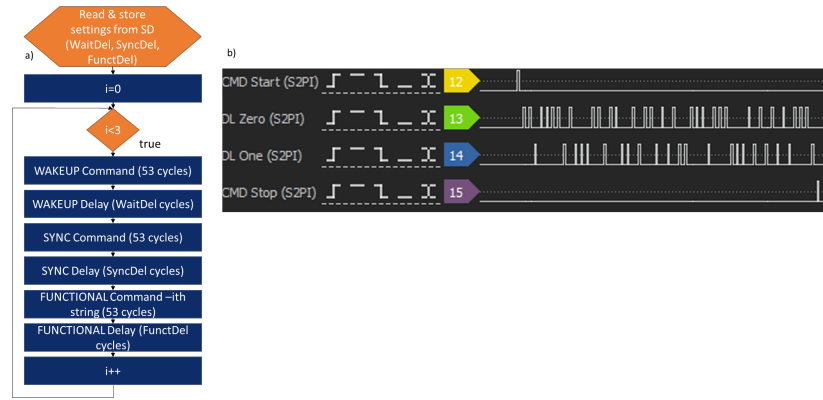 Read & store
settings from SD
(WaitDel, SyncDel,
FunctDel)
a)
i=0
i<3
true
WAKEUP Command (53 cycles)
WAKEUP Delay (WaitDel cycles)
SYNC Command (53 cycles)
SYNC Delay (SyncDel cycles)
FUNCTIONAL Command –ith
string (53 cycles)
FUNCTIONAL Delay (FunctDel
cycles)
i++
b)
CMD Start (S2PI) 12
DL Zero (S2PI) 13
DL One (S2PI) 14
CMD Stop (S2PI) 15